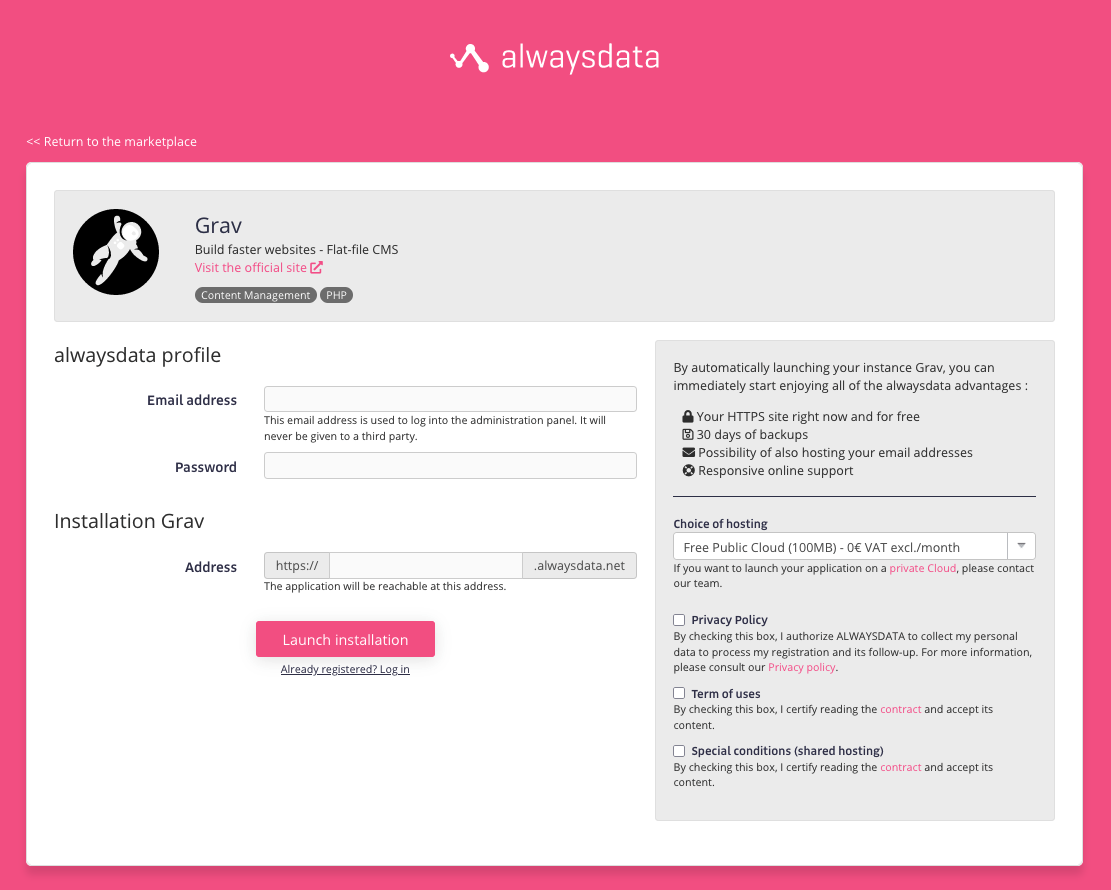 alwaysdata
<< Return to the marketplace
Grav
Build faster websites - Flat-file CMS
Visit the official site
Content Management PHP
alwaysdata profile
Email address
This email address is used to log into the administration panel. It will
never be given to a third party.
Password
Installation Grav
Address https:// .alwaysdata.net
The application will be reachable at this address.
Launch installation
Already registered? Log in
By automatically launching your instance Grav, you can
immediately start enjoying all of the alwaysdata advantages :
Your HTTPS site right now and for free
30 days of backups
Possibility of also hosting your email addresses
Responsive online support
Choice of hosting
Free Public Cloud (100MB) - 0€ VAT excl./month
If you want to launch your application on a private Cloud, please contact
our team.
Privacy Policy
By checking this box, I authorize ALWAYSDATA to collect my personal
data to process my registration and its follow-up. For more information,
please consult our Privacy policy.
Term of uses
By checking this box, I certify reading the contract and accept its
content.
Special conditions (shared hosting)
By checking this box, I certify reading the contract and accept its
content.